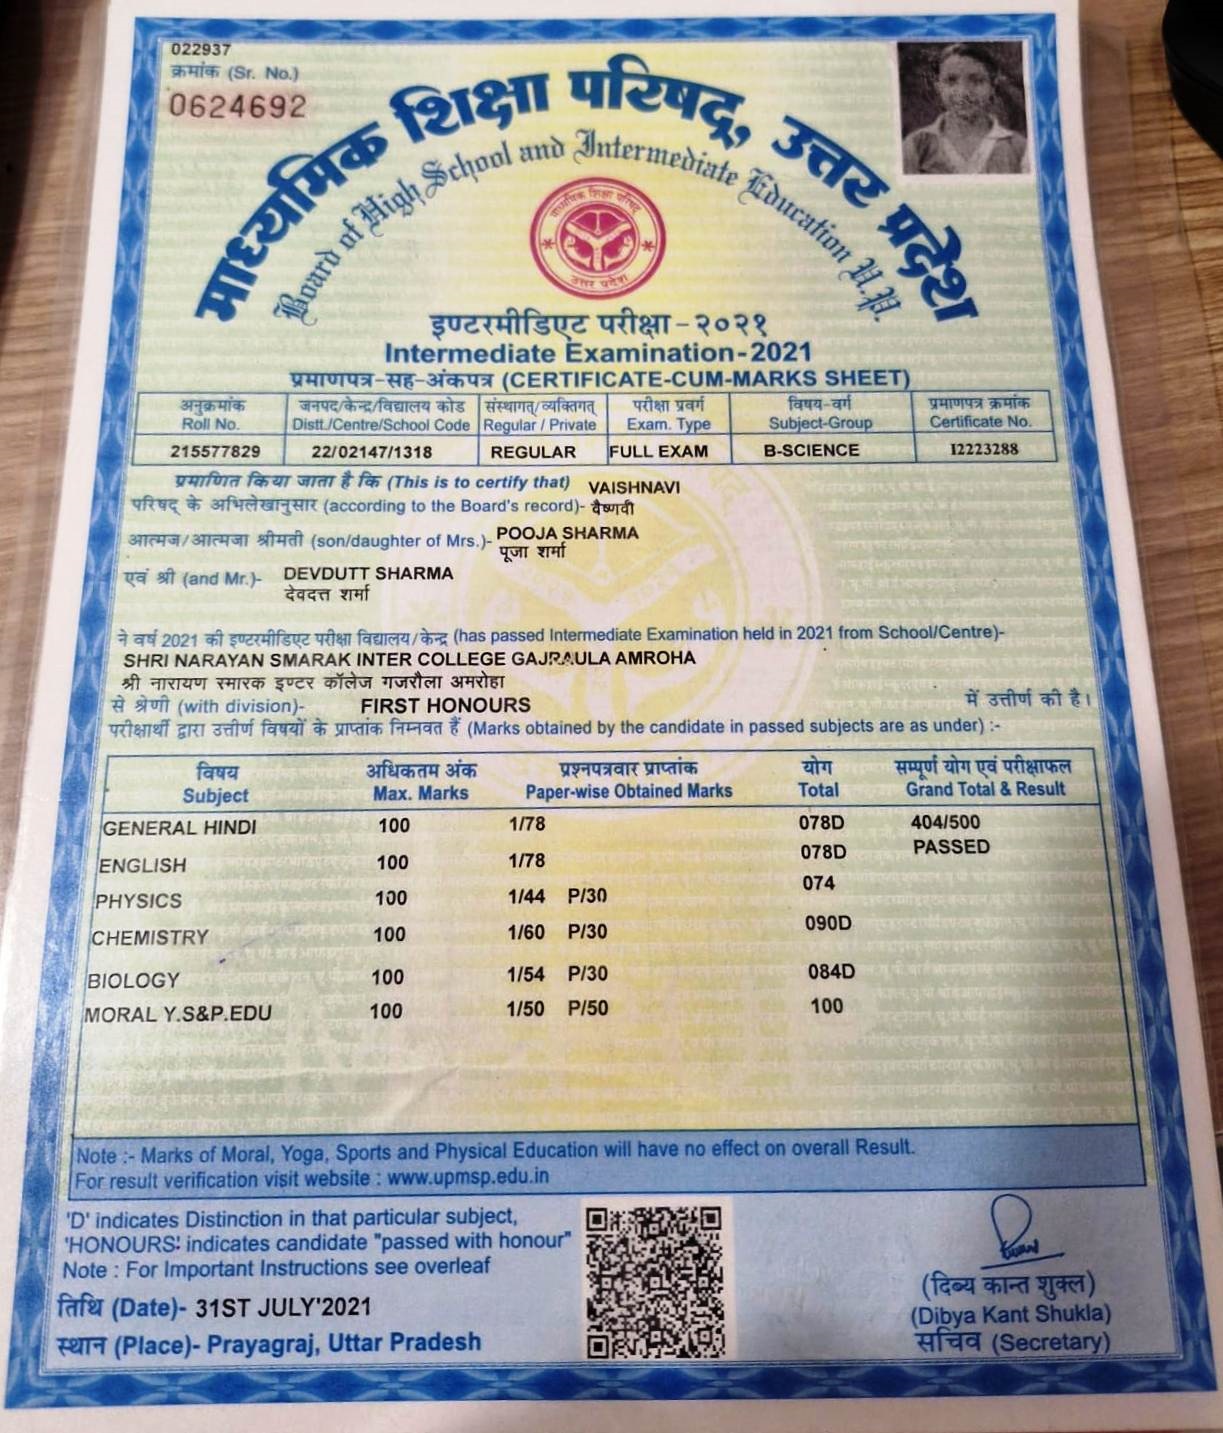 022937
क्रमांक (Sr. No.)
0624692
माध्यमिक शिक्षा परिषद्, उत्तर प्रदेश
Board of High School and Intermediate Education U.P.
माध्यमिक शिक्षा परिषद्
उत्तर प्रदेश
इण्टरमीडिएट परीक्षा-२०२१
Intermediate Examination-2021
प्रमाणपत्र-सह-अंकपत्र (CERTIFICATE-CUM-MARKS SHEET)
अनुक्रमांक जनपद/केन्द्र/विद्यालय कोड संस्थागत्/व्यक्तिगत् परीक्षा प्रवर्ग विषय-वर्ग प्रमाणपत्र क्रमांक
Roll No. Distt./Centre/School Code Regular / Private Exam. Type Subject-Group Certificate No.
215577829 22/02147/1318 REGULAR FULL EXAM B-SCIENCE 12223288
प्रमाणित किया जाता है कि (This is to certify that) VAISHNAVI
परिषद् के अभिलेखानुसार (according to the Board's record)- वैष्णवी
आत्मज/आत्मजा श्रीमती (son/daughter of Mrs.)- POOJA SHARMA
पूजा शर्मा
एवं श्री (and Mr.)- DEVDUTT SHARMA
देवदत्त शर्मा
ने वर्ष 2021 की इण्टरमीडिएट परीक्षा विद्यालय/केन्द्र (has passed Intermediate Examination held in 2021 from School/Centre)-
SHRI NARAYAN SMARAK INTER COLLEGE GAJRAULA AMROHA
श्री नारायण स्मारक इण्टर कॉलेज गजरौला अमरोहा
से श्रेणी (with division)- FIRST HONOURS में उत्तीर्ण की है।
परीक्षार्थी द्वारा उत्तीर्ण विषयों के प्राप्तांक निम्नवत हैं (Marks obtained by the candidate in passed subjects are as under) :-
विषय अधिकतम अंक प्रश्नपत्रवार प्राप्तांक योग सम्पूर्ण योग एवं परीक्षाफल
Subject Max. Marks Paper-wise Obtained Marks Total Grand Total & Result
GENERAL HINDI 100 1/78 078D 404/500
ENGLISH 100 1/78 078D PASSED
PHYSICS 100 1/44 P/30 074
CHEMISTRY 100 1/60 P/30 090D
BIOLOGY 100 1/54 P/30 084D
MORAL Y.S&P.EDU 100 1/50 P/50 100
Note :- Marks of Moral, Yoga, Sports and Physical Education will have no effect on overall Result.
For result verification visit website : www.upmsp.edu.in
'D' indicates Distinction in that particular subject,
'HONOURS' indicates candidate "passed with honour"
Note : For Important Instructions see overleaf
तिथि (Date)- 31ST JULY'2021
स्थान (Place)- Prayagraj, Uttar Pradesh
(दिब्य कान्त शुक्ल)
(Dibya Kant Shukla)
सचिव (Secretary)